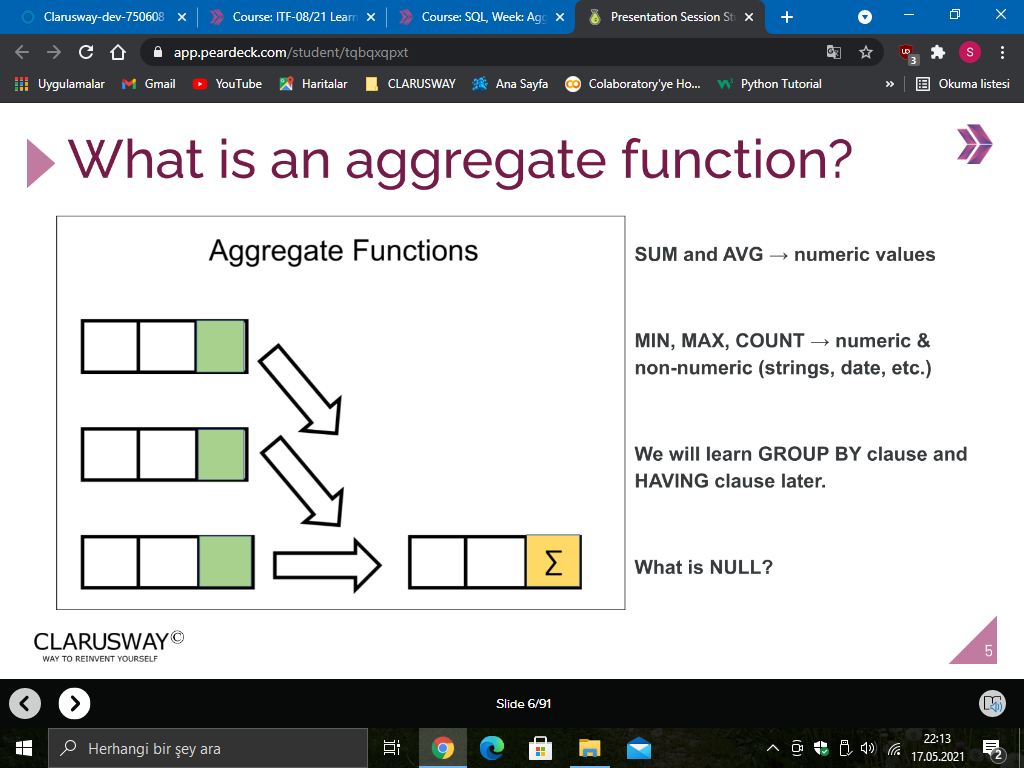 Clarusway-dev-750608
Course: ITF-08/21 Learn
Course: SQL, Week: Agg
Presentation Session St
app.peardeck.com/student/tqbqxqpxt
3
S
Uygulamalar
Gmail
YouTube
Haritalar
CLARUSWAY
Ana Sayfa
Colaboratory'ye Ho...
Python Tutorial
»
Okuma listesi
What is an aggregate function?
Aggregate Functions
Σ
SUM and AVG → numeric values
MIN, MAX, COUNT → numeric &
non-numeric (strings, date, etc.)
We will learn GROUP BY clause and
HAVING clause later.
What is NULL?
CLARUSWAY©
WAY TO REINVENT YOURSELF
5
Slide 6/91
Herhangi bir şey ara
22:13
17.05.2021
2